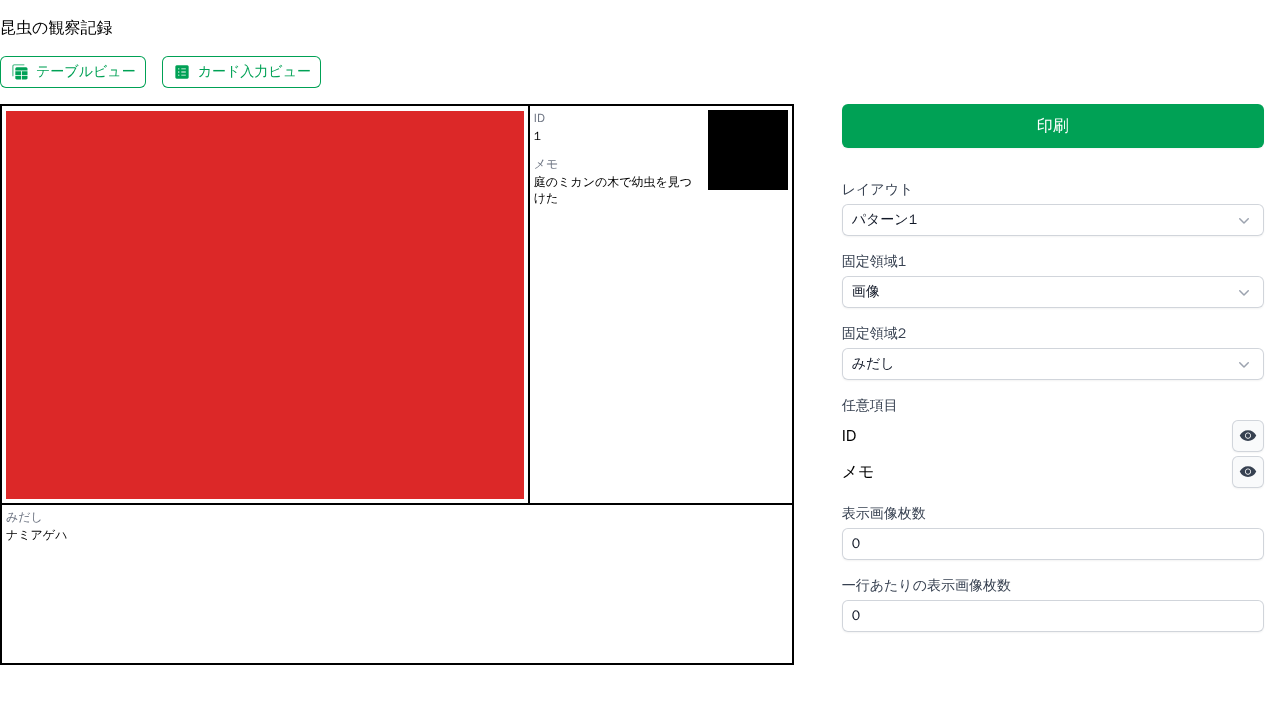 昆虫の観察記録
テーブルビュー
カード入力ビュー
ID
1
メモ
庭のミカンの木で幼虫を見つ
けた
みだし
ナミアゲハ
印刷
レイアウト
パターン1
固定領域1
画像
固定領域2
みだし
任意項目
ID
メモ
表示画像枚数
0
一行あたりの表示画像枚数
0